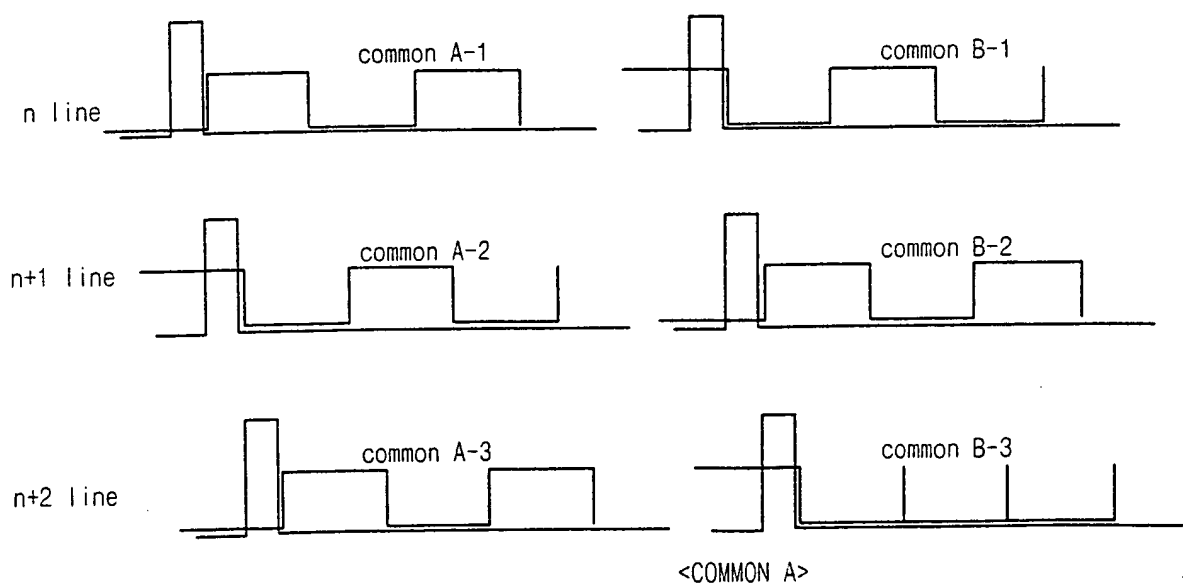 common A-1 common B-1
n line
common A-2 common B-2
n+1 line
common A-3 common B-3
n+2 line
<COMMON A>